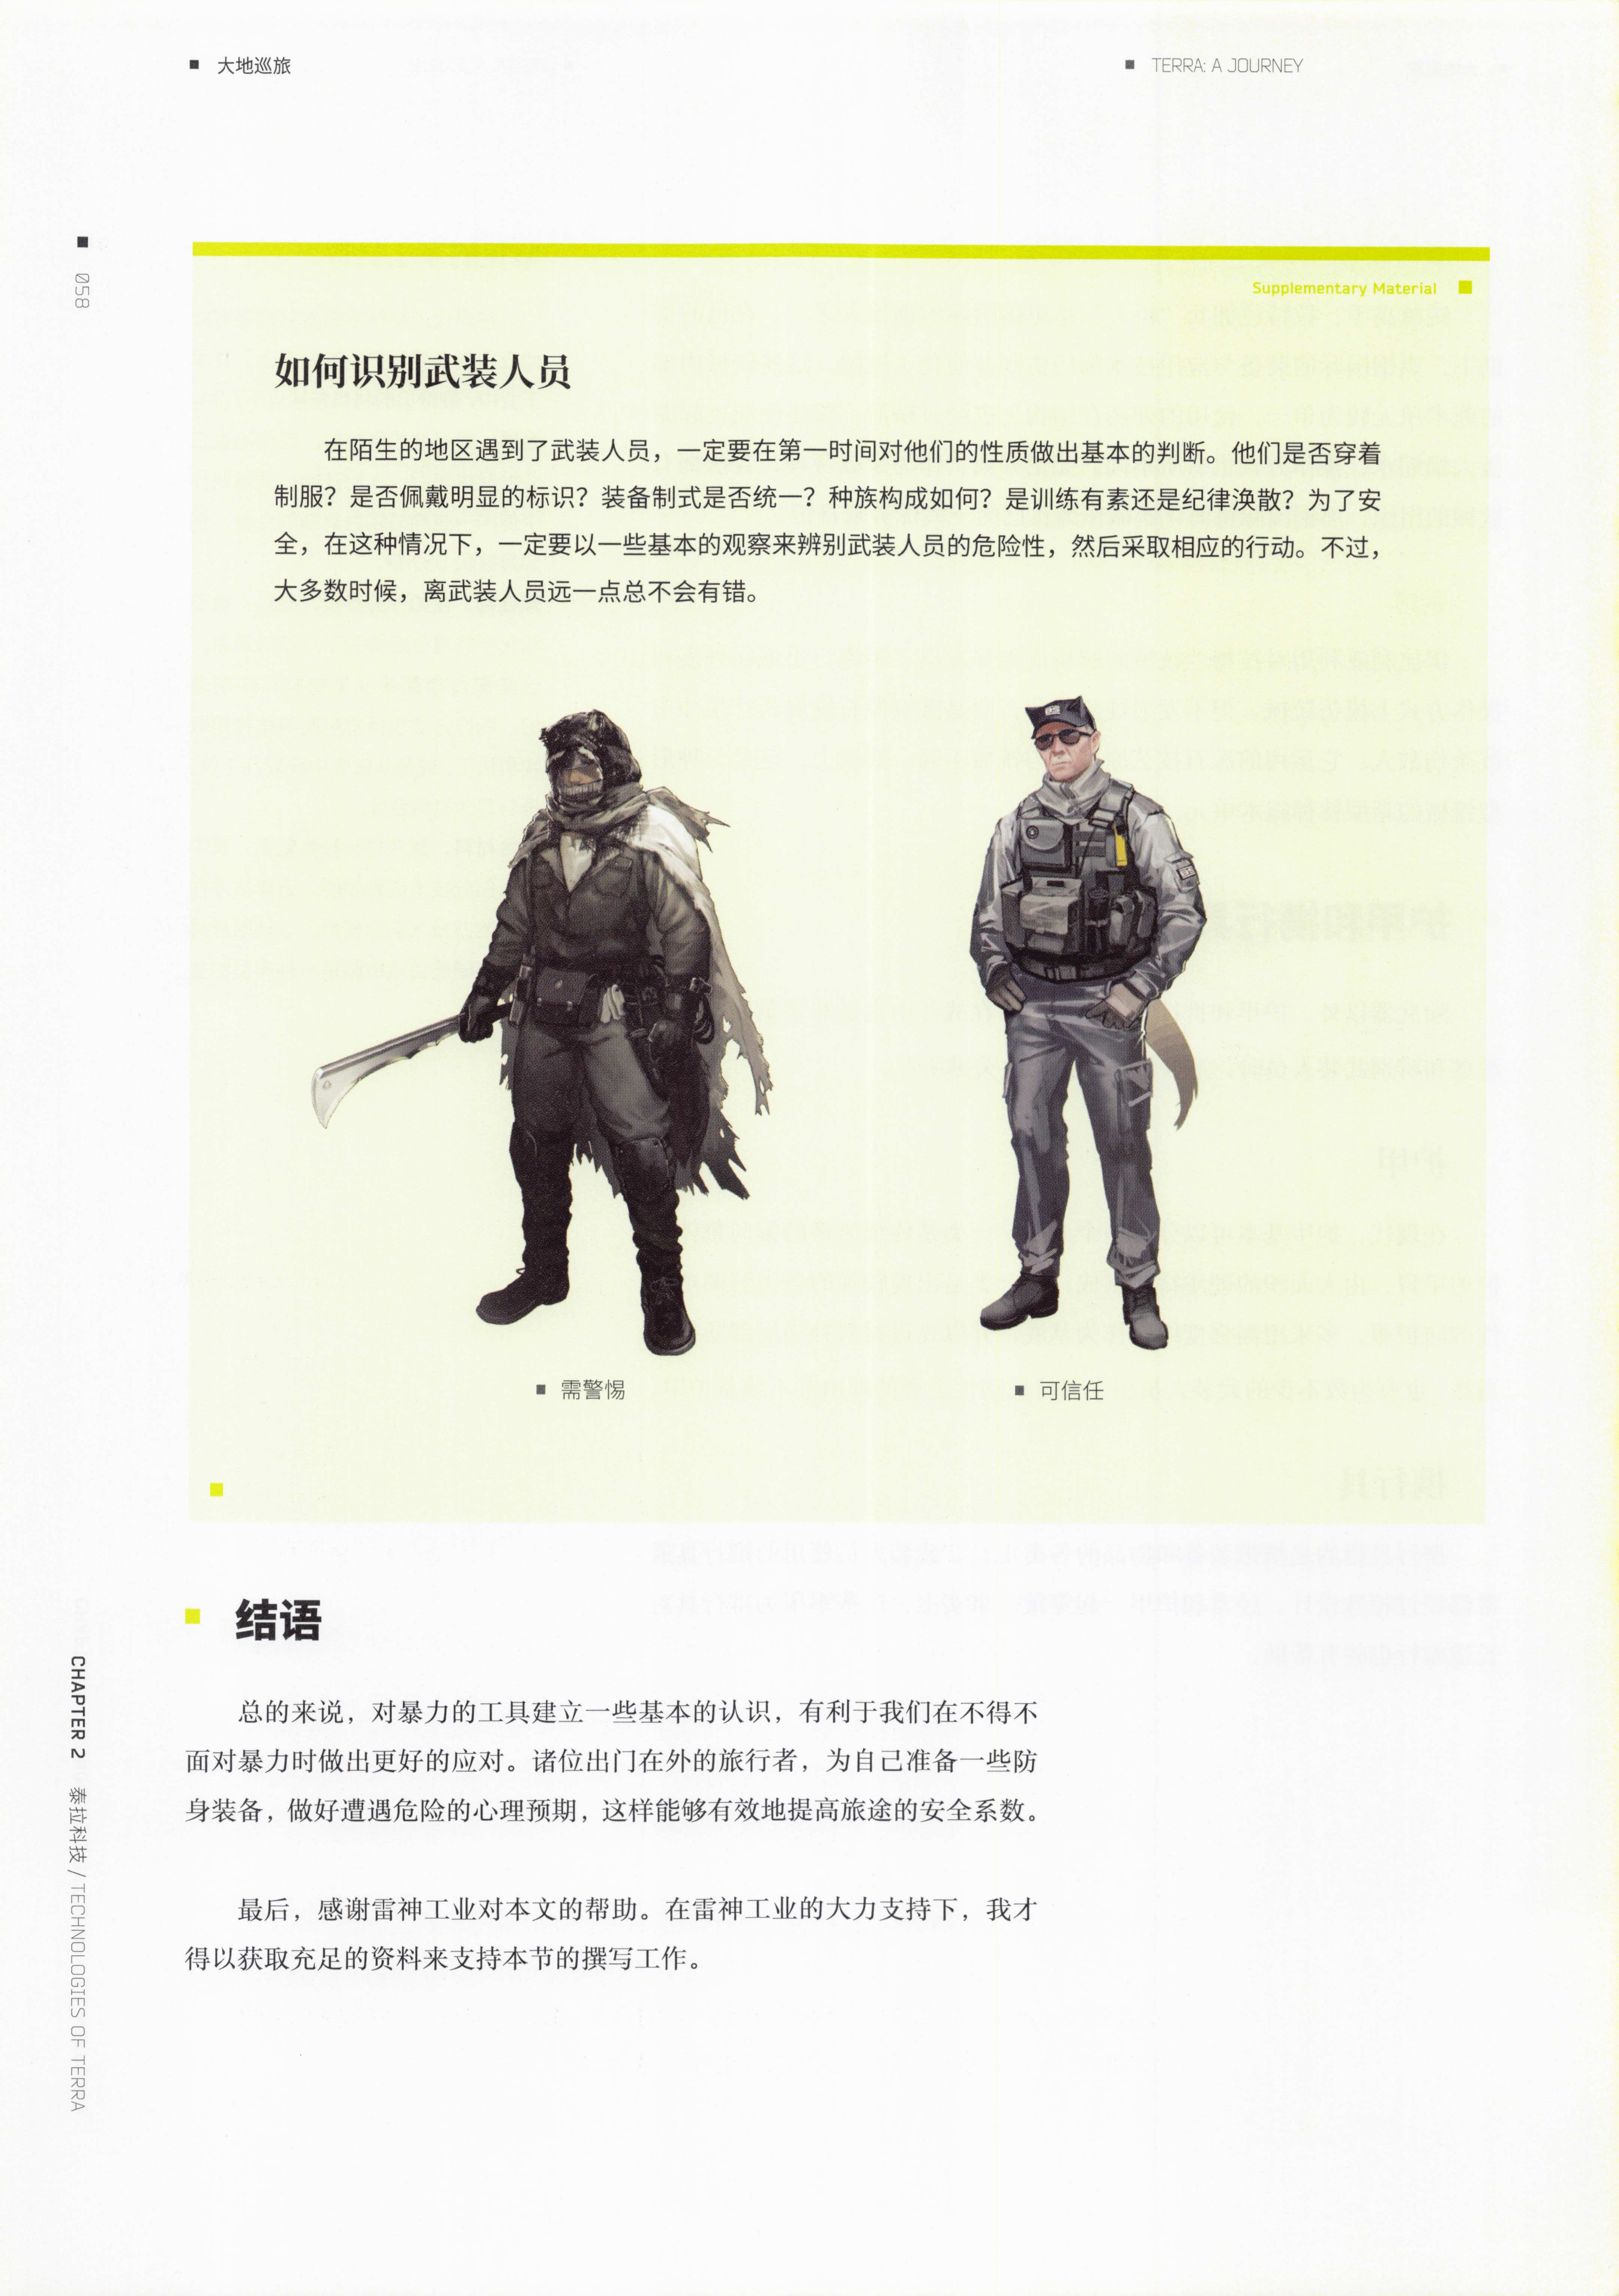 大地巡旅
TERRA: A JOURNEY
058
Supplementary Material
如何识别武装人员
在陌生的地区遇到了武装人员，一定要在第一时间对他们的性质做出基本的判断。他们是否穿着
制服？是否佩戴明显的标识？装备制式是否统一？种族构成如何？是训练有素还是纪律涣散？为了安
全，在这种情况下，一定要以一些基本的观察来辨别武装人员的危险性，然后采取相应的行动。不过，
大多数时候，离武装人员远一点总不会有错。
需警惕
可信任
结语
总的来说，对暴力的工具建立一些基本的认识，有利于我们在不得不
面对暴力时做出更好的应对。诸位出门在外的旅行者，为自己准备一些防
身装备，做好遭遇危险的心理预期，这样能够有效地提高旅途的安全系数。
最后，感谢雷神工业对本文的帮助。在雷神工业的大力支持下，我才
得以获取充足的资料来支持本节的撰写工作。
CHAPTER 2 泰拉科技 / TECHNOLOGIES OF TERRA